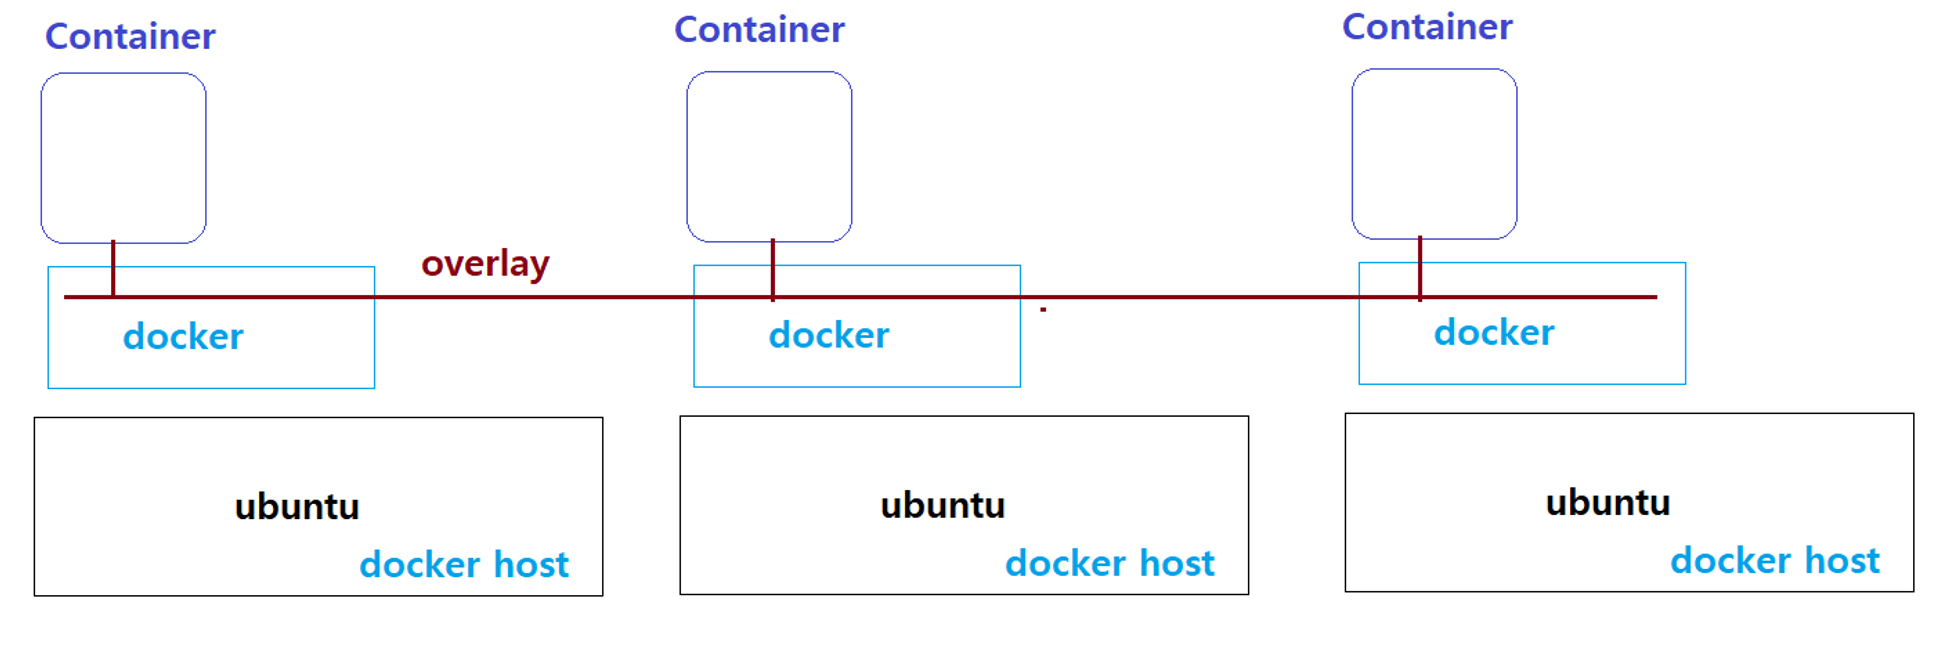 Container
Container
Container
overlay
docker
docker
docker
ubuntu
docker host
ubuntu
docker host
ubuntu
docker host